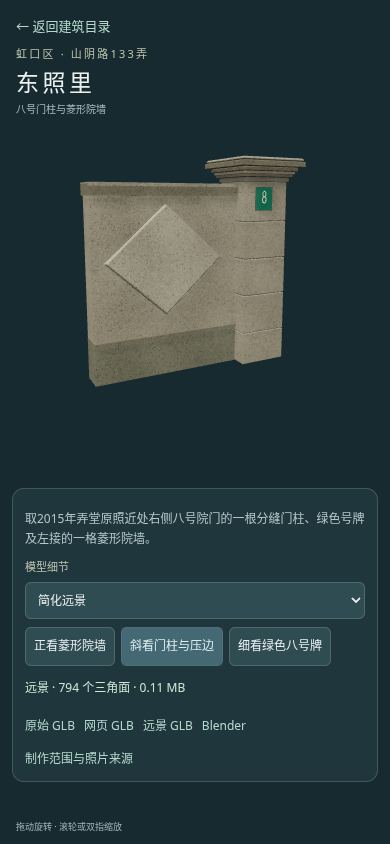 ← 返回建筑目录
虹口区 · 山阴路133弄
东照里
八号门柱与菱形院墙
8
取2015年弄堂原照近处右侧八号院门的一根分缝门柱、绿色号牌
及左接的一格菱形院墙。
模型细节
简化远景
正看菱形院墙 斜看门柱与压边 细看绿色八号牌
远景 · 794 个三角面 · 0.11 MB
原始 GLB 网页 GLB 远景 GLB Blender
制作范围与照片来源
拖动旋转 · 滚轮或双指缩放